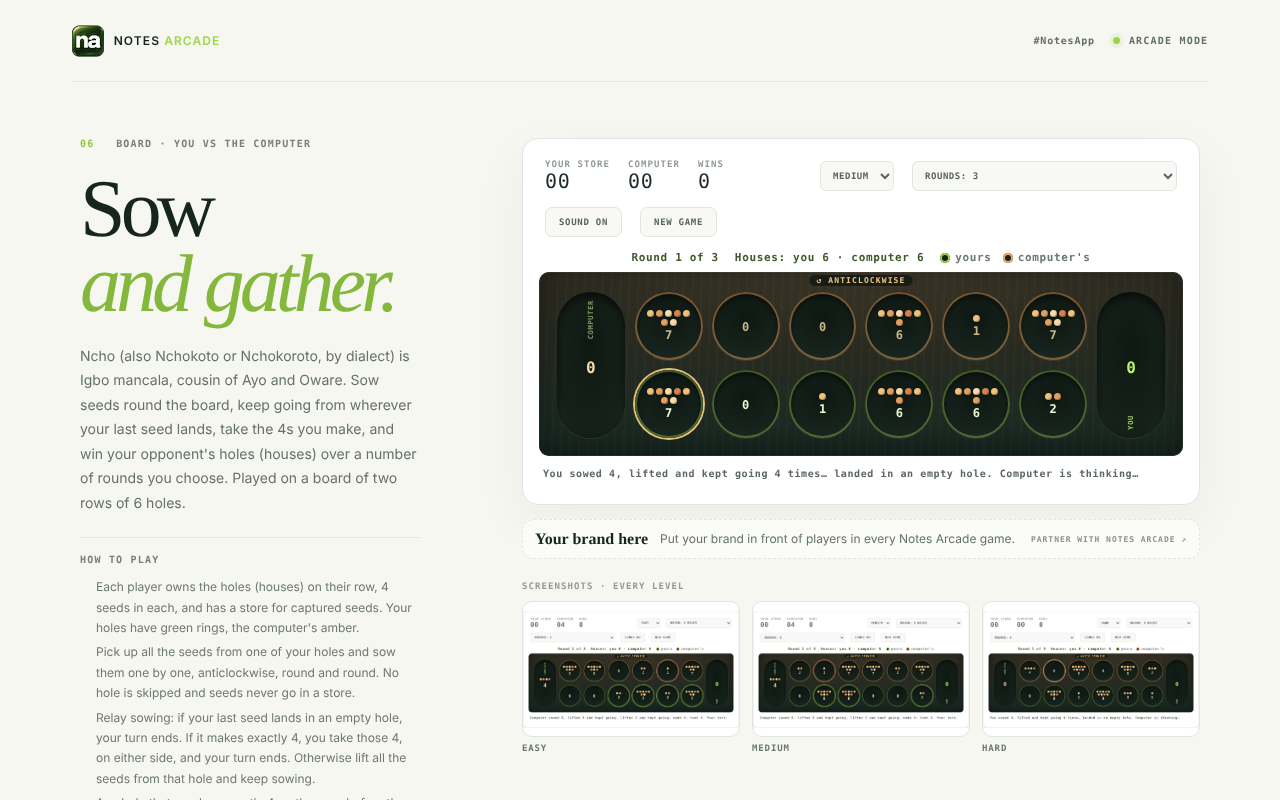 na NOTES ARCADE
#NotesApp ARCADE MODE
06 BOARD · YOU VS THE COMPUTER
Sow
and gather.
Ncho (also Nchokoto or Nchokoroto, by dialect) is
Igbo mancala, cousin of Ayo and Oware. Sow
seeds round the board, keep going from wherever
your last seed lands, take the 4s you make, and
win your opponent's holes (houses) over a number
of rounds you choose. Played on a board of two
rows of 6 holes.
HOW TO PLAY
Each player owns the holes (houses) on their row, 4
seeds in each, and has a store for captured seeds. Your
holes have green rings, the computer's amber.
Pick up all the seeds from one of your holes and sow
them one by one, anticlockwise, round and round. No
hole is skipped and seeds never go in a store.
Relay sowing: if your last seed lands in an empty hole,
your turn ends. If it makes exactly 4, you take those 4,
on either side, and your turn ends. Otherwise lift all the
seeds from that hole and keep sowing.
YOUR STORE COMPUTER WINS
00 00 0
MEDIUM ROUNDS: 3
SOUND ON NEW GAME
Round 1 of 3 Houses: you 6 · computer 6 yours computer's
↺ ANTICLOCKWISE
COMPUTER
0
7 0 0 6 1 7
7 0 1 6 6 2
0
YOU
You sowed 4, lifted and kept going 4 times… landed in an empty hole. Computer is thinking…
Your brand here Put your brand in front of players in every Notes Arcade game. PARTNER WITH NOTES ARCADE ↗
SCREENSHOTS · EVERY LEVEL
EASY MEDIUM HARD